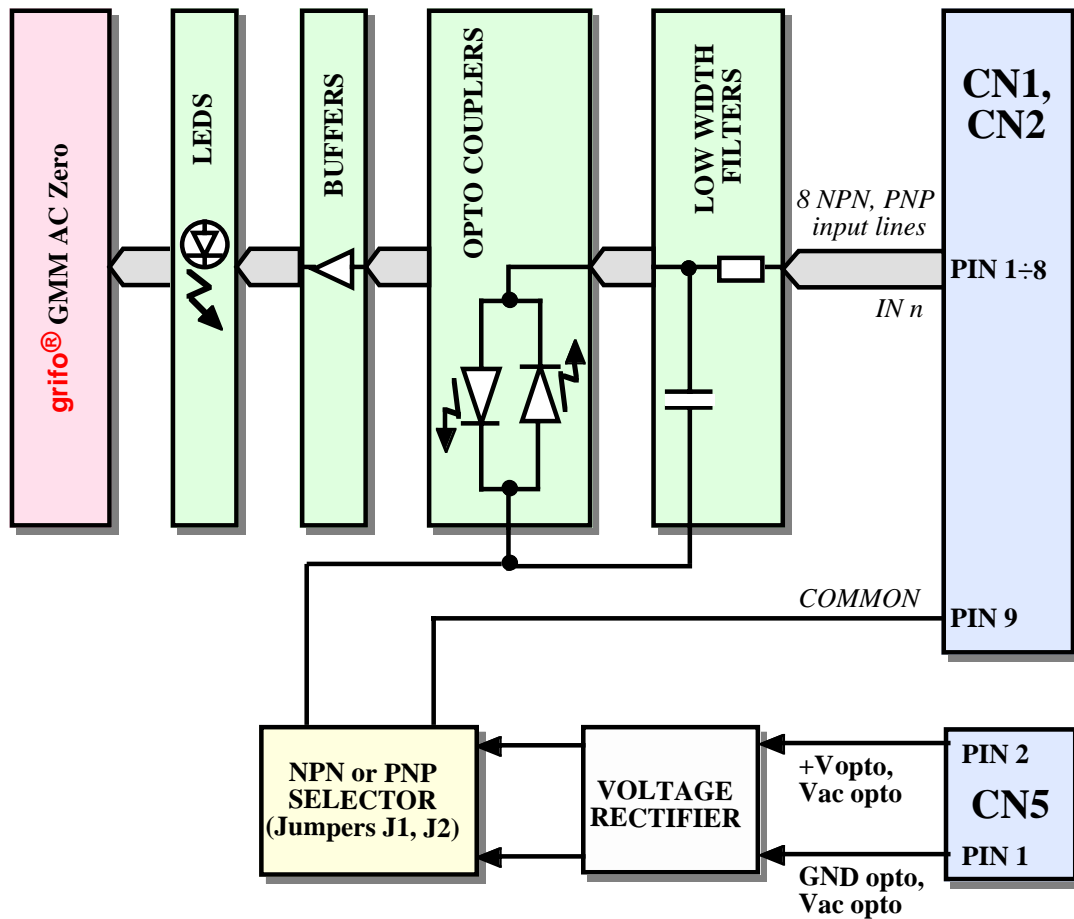 grifo® GMM AC Zero
LEDS
BUFFERS
OPTO COUPLERS
LOW WIDTH
FILTERS
CN1,
CN2
8 NPN, PNP
input lines
PIN 1÷8
IN n
COMMON
PIN 9
NPN or PNP
SELECTOR
(Jumpers J1, J2)
VOLTAGE
RECTIFIER
+Vopto,
Vac opto
PIN 2
CN5
PIN 1
GND opto,
Vac opto